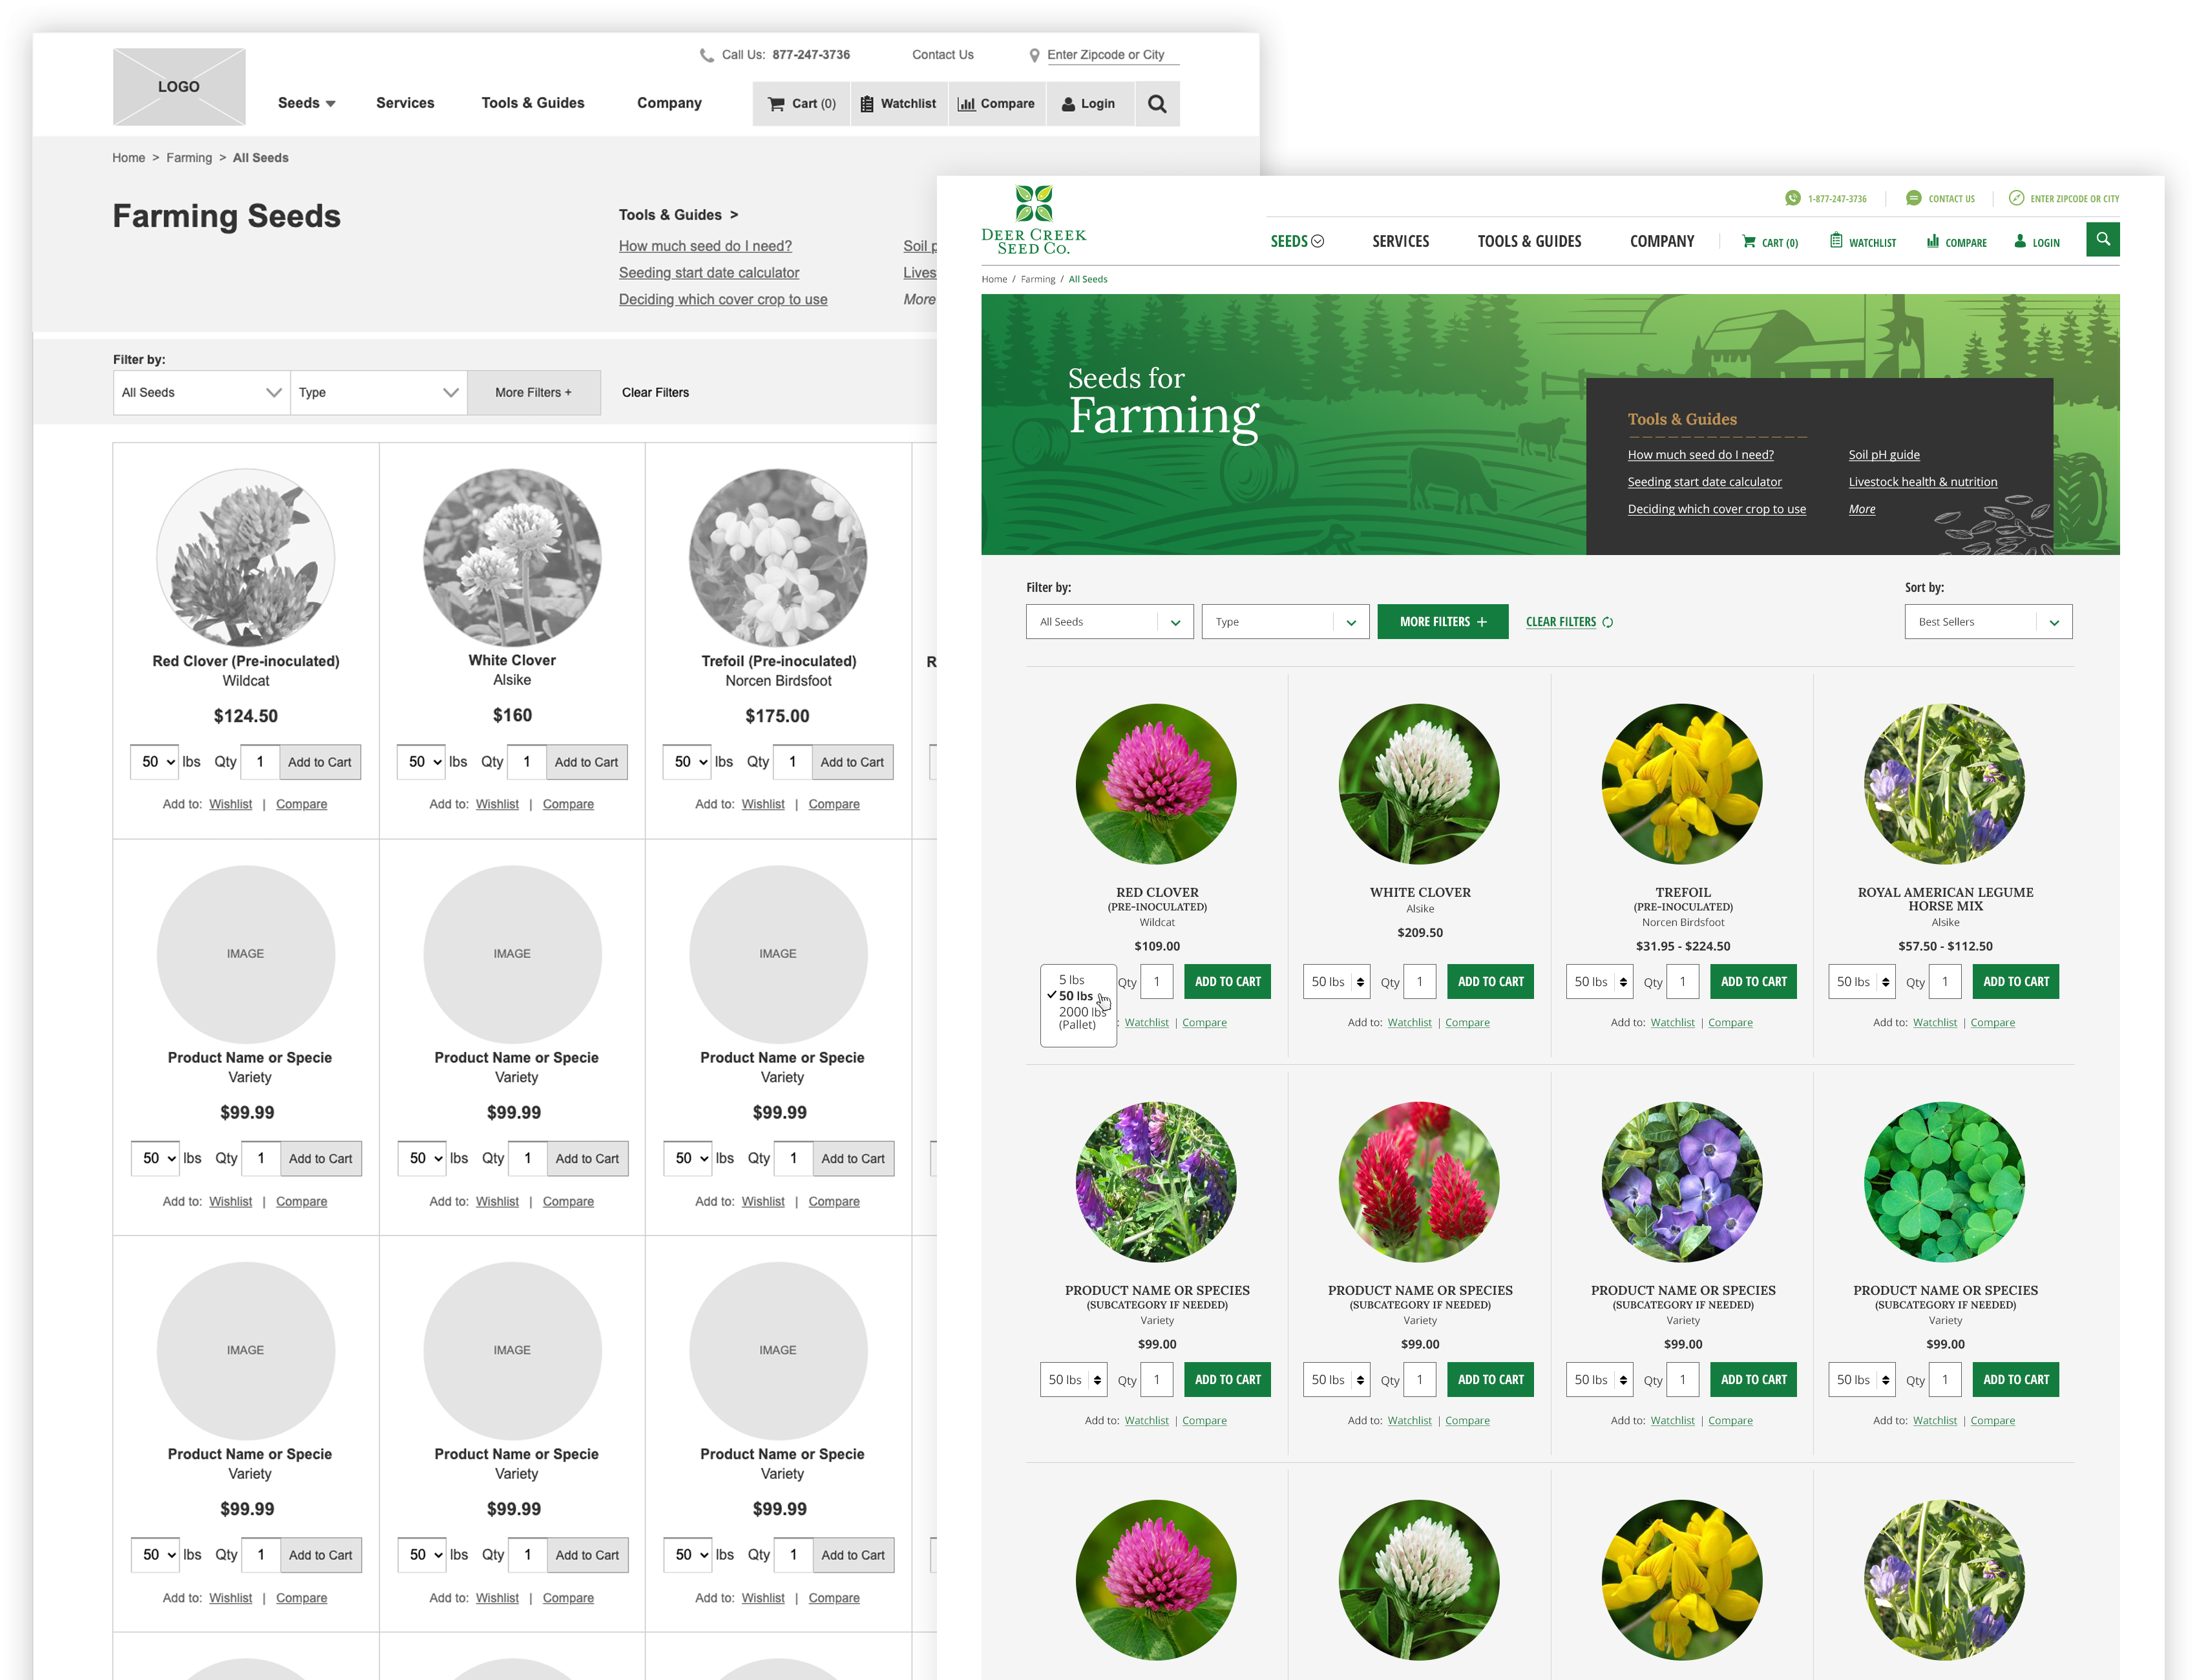 LOGO
Call Us: 877-247-3736
Contact Us
Enter Zipcode or City
Seeds
Services
Tools & Guides
Company
Cart (0)
Watchlist
Compare
Login
Home > Farming > All Seeds
Farming Seeds
Tools & Guides >
How much seed do I need?
Seeding start date calculator
Deciding which cover crop to use
Soil p
Lives
More
Filter by:
All Seeds
Type
More Filters +
Clear Filters
Red Clover (Pre-inoculated)
Wildcat
$124.50
50 lbs Qty 1 Add to Cart
Add to: Wishlist | Compare
White Clover
Alsike
$160
50 lbs Qty 1 Add to Cart
Add to: Wishlist | Compare
Trefoil (Pre-inoculated)
Norcen Birdsfoot
$175.00
50 lbs Qty 1 Add to Cart
Add to: Wishlist | Compare
R
IMAGE
Product Name or Specie
Variety
$99.99
50 lbs Qty 1 Add to Cart
Add to: Wishlist | Compare
IMAGE
Product Name or Specie
Variety
$99.99
50 lbs Qty 1 Add to Cart
Add to: Wishlist | Compare
IMAGE
Product Name or Specie
Variety
$99.99
50 lbs Qty 1 Add to Cart
Add to: Wishlist | Compare
IMAGE
Product Name or Specie
Variety
$99.99
50 lbs Qty 1 Add to Cart
Add to: Wishlist | Compare
IMAGE
Product Name or Specie
Variety
$99.99
50 lbs Qty 1 Add to Cart
Add to: Wishlist | Compare
IMAGE
Product Name or Specie
Variety
$99.99
50 lbs Qty 1 Add to Cart
Add to: Wishlist | Compare
DEER CREEK
SEED CO.
1-877-247-3736
CONTACT US
ENTER ZIPCODE OR CITY
SEEDS
SERVICES
TOOLS & GUIDES
COMPANY
CART (0)
WATCHLIST
COMPARE
LOGIN
Home / Farming / All Seeds
Seeds for
Farming
Tools & Guides
How much seed do I need?
Seeding start date calculator
Deciding which cover crop to use
Soil pH guide
Livestock health & nutrition
More
Filter by:
All Seeds
Type
MORE FILTERS +
CLEAR FILTERS
Sort by:
Best Sellers
RED CLOVER
(PRE-INOCULATED)
Wildcat
$109.00
5 lbs
50 lbs
2000 lbs
(Pallet)
Qty 1 ADD TO CART
: Watchlist | Compare
WHITE CLOVER
Alsike
$209.50
50 lbs Qty 1 ADD TO CART
Add to: Watchlist | Compare
TREFOIL
(PRE-INOCULATED)
Norcen Birdsfoot
$31.95 - $224.50
50 lbs Qty 1 ADD TO CART
Add to: Watchlist | Compare
ROYAL AMERICAN LEGUME
HORSE MIX
Alsike
$57.50 - $112.50
50 lbs Qty 1 ADD TO CART
Add to: Watchlist | Compare
PRODUCT NAME OR SPECIES
(SUBCATEGORY IF NEEDED)
Variety
$99.00
50 lbs Qty 1 ADD TO CART
Add to: Watchlist | Compare
PRODUCT NAME OR SPECIES
(SUBCATEGORY IF NEEDED)
Variety
$99.00
50 lbs Qty 1 ADD TO CART
Add to: Watchlist | Compare
PRODUCT NAME OR SPECIES
(SUBCATEGORY IF NEEDED)
Variety
$99.00
50 lbs Qty 1 ADD TO CART
Add to: Watchlist | Compare
PRODUCT NAME OR SPECIES
(SUBCATEGORY IF NEEDED)
Variety
$99.00
50 lbs Qty 1 ADD TO CART
Add to: Watchlist | Compare